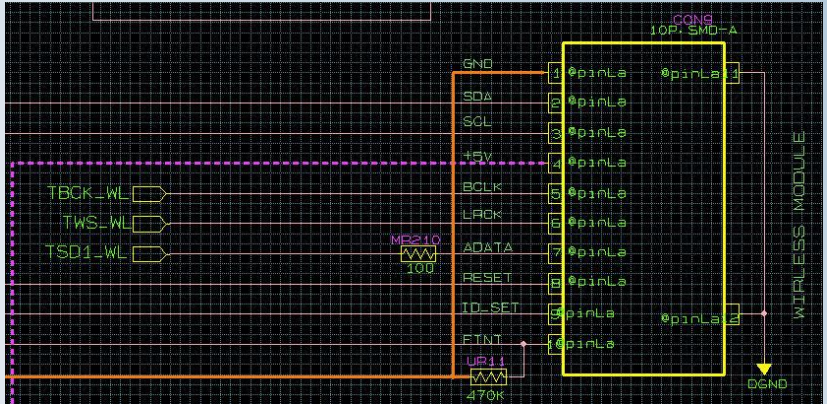 CON9
10P. SMD-A
GND
1 @pinLa @pinLa 11
SDA
2 @pinLa
SCL
3 @pinLa
+5V
4 @pinLa
TBCK_WL BCLK
5 @pinLa
TWS_WL LRCK
6 @pinLa
MR210
TSD1_WL ADATA
7 @pinLa
100
RESET
8 @pinLa
ID_SET
9 @pinLa @pinLa 12
FINT
10 @pinLa
UR11
470K
DGND
WIRLESS MODULE